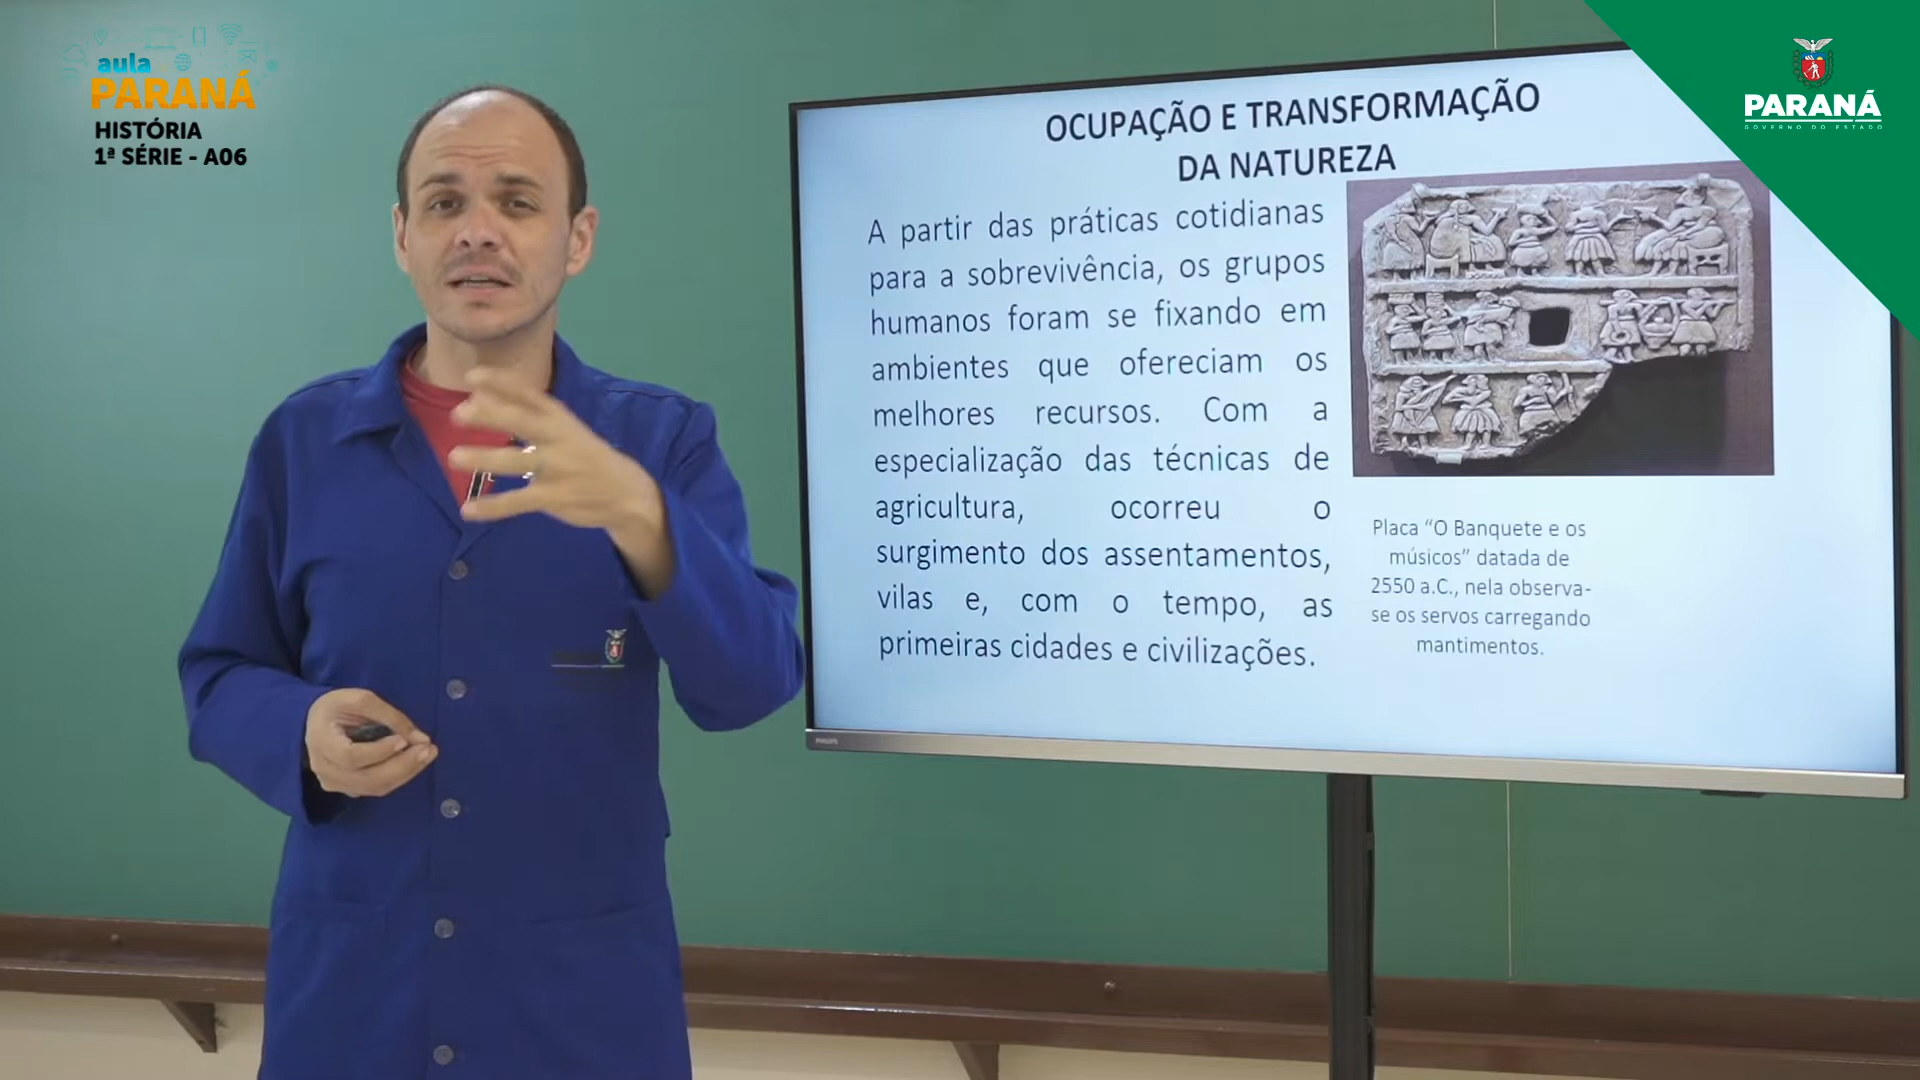 aula
PARANÁ
HISTÓRIA
1ª SÉRIE - A06
PARANÁ
GOVERNO DO ESTADO
OCUPAÇÃO E TRANSFORMAÇÃO
DA NATUREZA
A partir das práticas cotidianas
para a sobrevivência, os grupos
humanos foram se fixando em
ambientes que ofereciam os
melhores recursos. Com a
especialização das técnicas de
agricultura, ocorreu o
surgimento dos assentamentos,
vilas e, com o tempo, as
primeiras cidades e civilizações.
Placa “O Banquete e os
músicos” datada de
2550 a.C., nela observa-
se os servos carregando
mantimentos.
PHILIPS